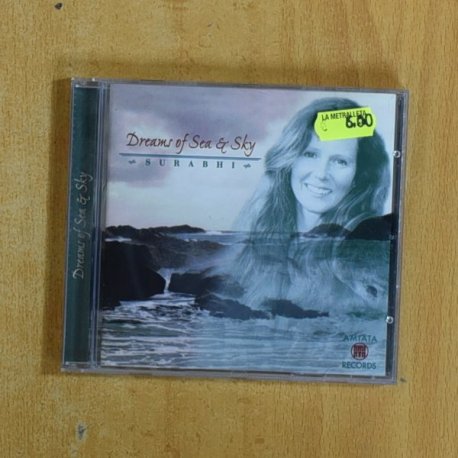 Dreams of Sea & Sky
SURABHI
LA METRALLETA
€ 6.00
Dreams of Sea & Sky
AMIATA
RECORDS